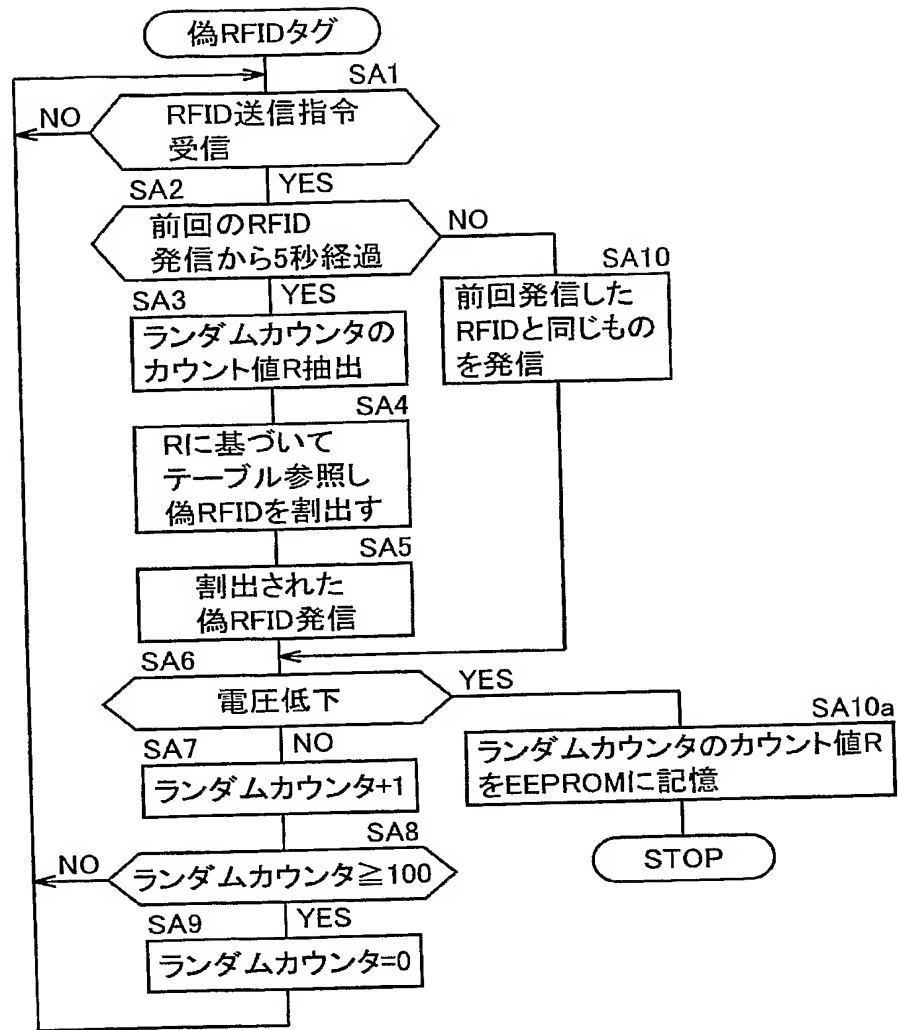 偽RFIDタグ
SA1
RFID送信指令
受信
NO
YES
SA2
前回のRFID
発信から5秒経過
NO
YES
SA10
前回発信した
RFIDと同じもの
を発信
SA3
ランダムカウンタの
カウント値R抽出
SA4
Rに基づいて
テーブル参照し
偽RFIDを割出す
SA5
割出された
偽RFID発信
SA6
電圧低下
YES
NO
SA10a
ランダムカウンタのカウント値R
をEEPROMに記憶
STOP
SA7
ランダムカウンタ+1
SA8
ランダムカウンタ≧100
NO
YES
SA9
ランダムカウンタ=0